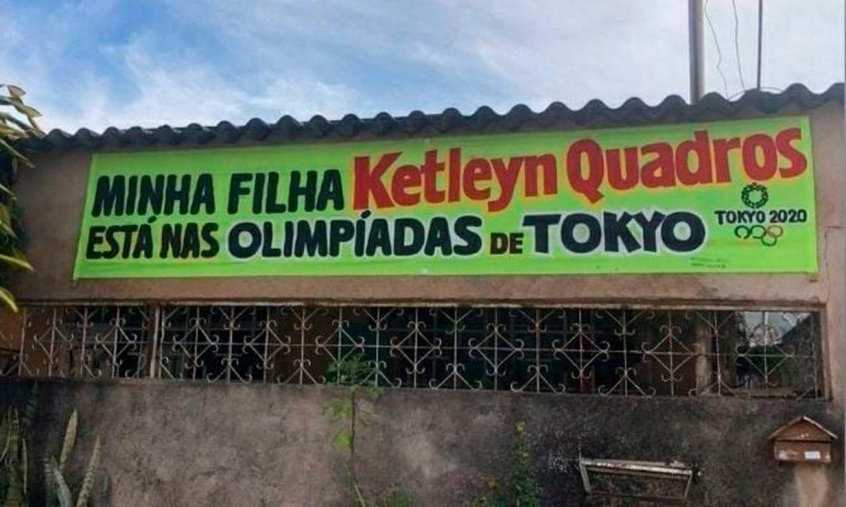 MINHA FILHA Ketleyn Quadros
ESTÁ NAS OLIMPÍADAS DE TOKYO
TOKYO 2020